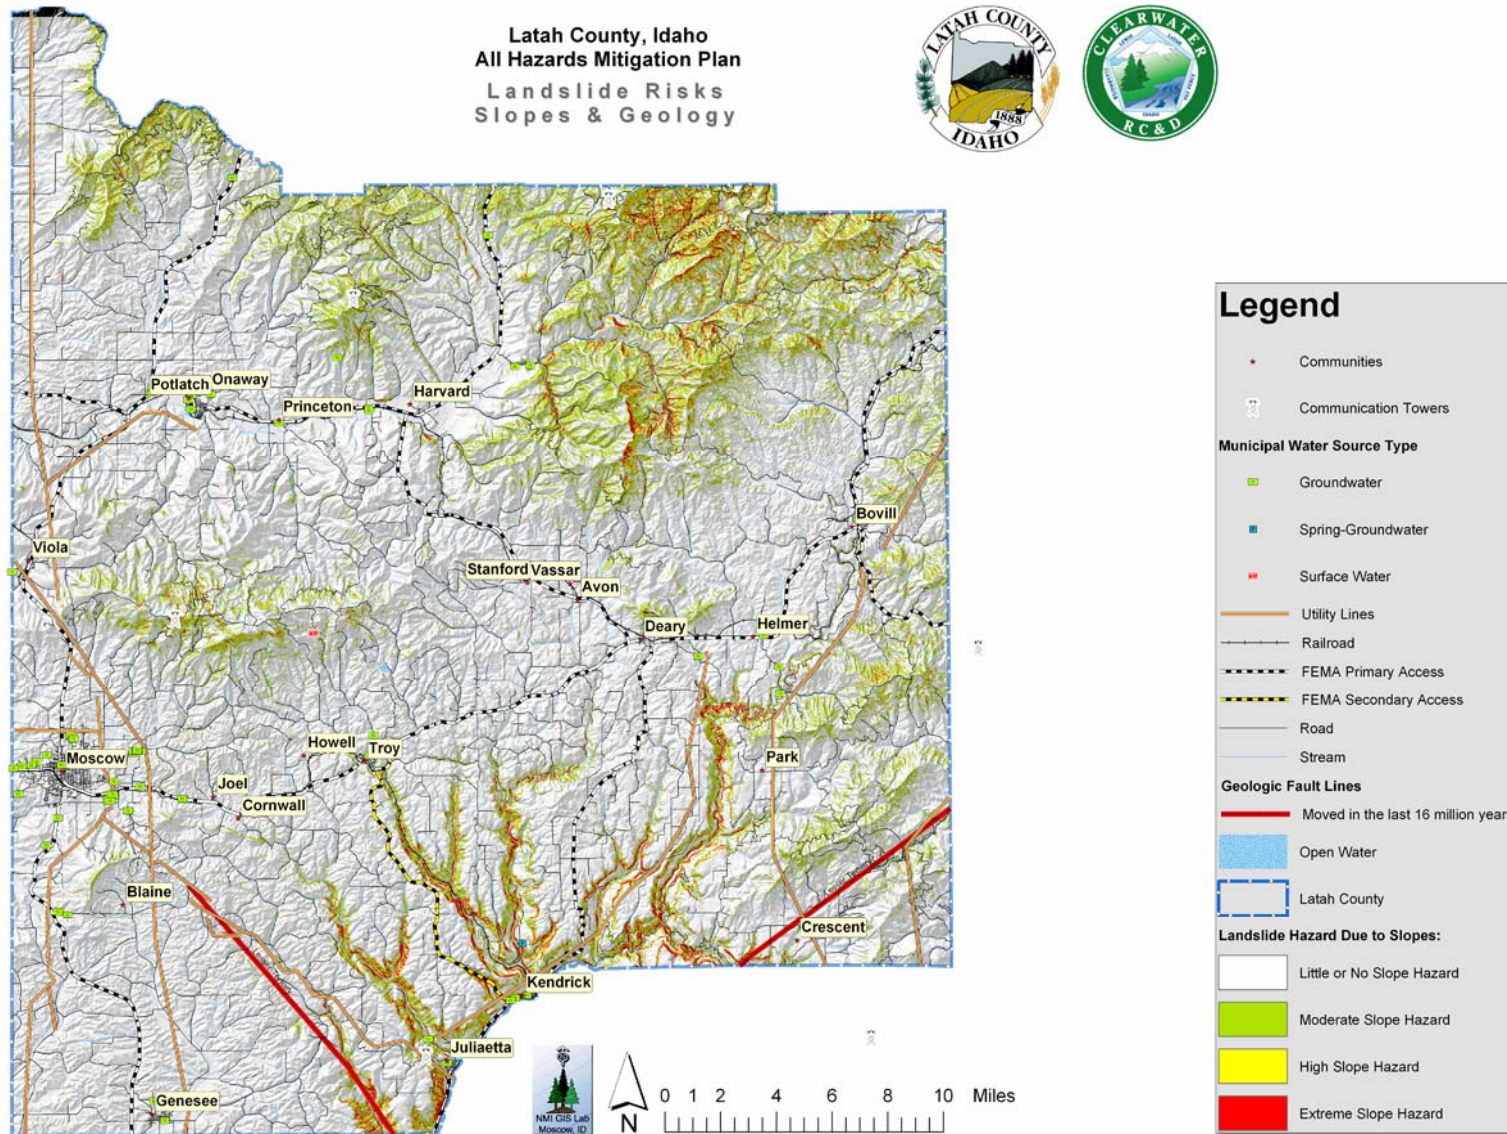 Latah County, Idaho
All Hazards Mitigation Plan
Landslide Risks
Slopes & Geology
LATAH COUNTY
1888
IDAHO
CLEARWATER
RC&D
IDAHO
Potlatch
Onaway
Princeton
Harvard
Bovill
Viola
Stanford
Vassar
Avon
Deary
Helmer
Howell
Troy
Moscow
Park
Joel
Cornwall
Blaine
Crescent
Kendrick
Juliaetta
Genesee
NMI GIS Lab
Moscow, ID
N
0 1 2 4 6 8 10 Miles
Legend
Communities
Communication Towers
Municipal Water Source Type
Groundwater
Spring-Groundwater
Surface Water
Utility Lines
Railroad
FEMA Primary Access
FEMA Secondary Access
Road
Stream
Geologic Fault Lines
Moved in the last 16 million year
Open Water
Latah County
Landslide Hazard Due to Slopes:
Little or No Slope Hazard
Moderate Slope Hazard
High Slope Hazard
Extreme Slope Hazard